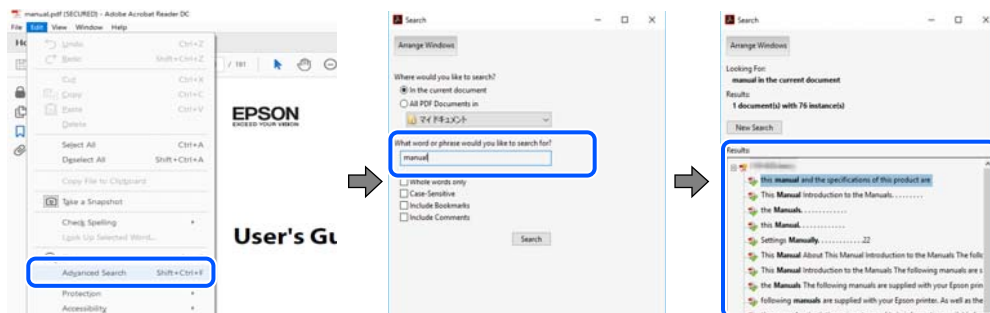 manual.pdf (SECURED) - Adobe Acrobat Reader DC
File Edit View Window Help
Undo Ctrl+Z
Redo Shift+Ctrl+Z
Cut Ctrl+X
Copy Ctrl+C
Paste Ctrl+V
Delete
Select All Ctrl+A
Deselect All Shift+Ctrl+A
Copy File to Clipboard
Take a Snapshot
Check Spelling
Look Up Selected Word...
Advanced Search Shift+Ctrl+F
Protection
Accessibility
/ 181
EPSON
EXCEED YOUR VISION
User's Gu
Search
Arrange Windows
Where would you like to search?
In the current document
All PDF Documents in
マイ ドキュメント
What word or phrase would you like to search for?
manual
Whole words only
Case-Sensitive
Include Bookmarks
Include Comments
Search
Search
Arrange Windows
Looking For:
manual in the current document
Results:
1 document(s) with 76 instance(s)
New Search
Results:
this manual and the specifications of this product are
This Manual Introduction to the Manuals. . . . . . . . .
the Manuals. . . . . . . . . . . . .
this Manual. . . . . . . . . . . . .
Settings Manually. . . . . . . . . . . . .22
This Manual About This Manual Introduction to the Manuals The follo
This Manual Introduction to the Manuals The following manuals are s
the Manuals The following manuals are supplied with your Epson prin
following manuals are supplied with your Epson printer. As well as the